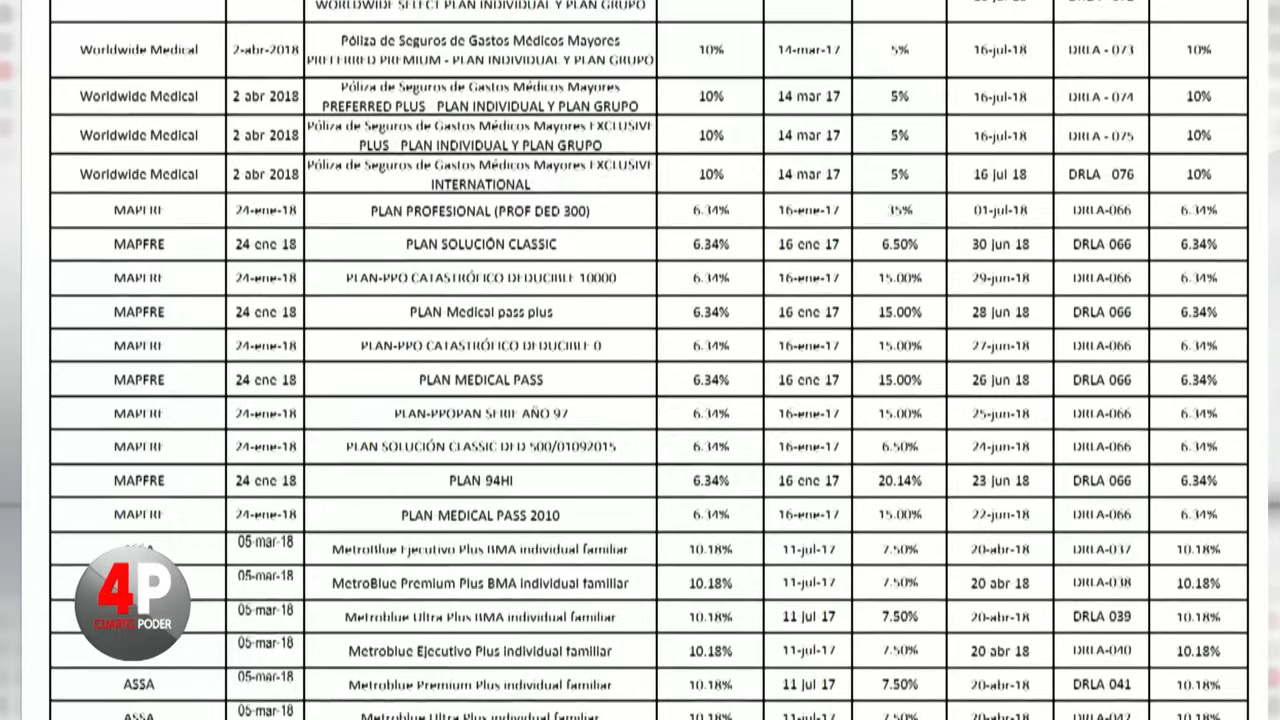 WORLDWIDE SELECT PLAN INDIVIDUAL Y PLAN GRUPO
Worldwide Medical 2-abr-2018 Póliza de Seguros de Gastos Médicos Mayores PREFERRED PREMIUM - PLAN INDIVIDUAL Y PLAN GRUPO 10% 14-mar-17 5% 16-jul-18 DRLA - 073 10%
Worldwide Medical 2 abr 2018 Póliza de Seguros de Gastos Médicos Mayores PREFERRED PLUS PLAN INDIVIDUAL Y PLAN GRUPO 10% 14 mar 17 5% 16-jul-18 DRLA - 074 10%
Worldwide Medical 2 abr 2018 Póliza de Seguros de Gastos Médicos Mayores EXCLUSIVE PLUS PLAN INDIVIDUAL Y PLAN GRUPO 10% 14 mar 17 5% 16-jul-18 DRLA - 075 10%
Worldwide Medical 2 abr 2018 Póliza de Seguros de Gastos Médicos Mayores EXCLUSIVE INTERNATIONAL 10% 14 mar 17 5% 16 jul 18 DRLA 076 10%
MAPFRE 24-ene-18 PLAN PROFESIONAL (PROF DED 300) 6.34% 16-ene-17 35% 01-jul-18 DRLA-066 6.34%
MAPFRE 24 ene 18 PLAN SOLUCIÓN CLASSIC 6.34% 16 ene 17 6.50% 30 jun 18 DRLA 066 6.34%
MAPFRE 24-ene-18 PLAN-PPO CATASTRÓFICO DEDUCIBLE 10000 6.34% 16-ene-17 15.00% 29-jun-18 DRLA-066 6.34%
MAPFRE 24 ene 18 PLAN Medical pass plus 6.34% 16 ene 17 15.00% 28 jun 18 DRLA 066 6.34%
MAPFRE 24-ene-18 PLAN-PPO CATASTRÓFICO DEDUCIBLE 0 6.34% 16-ene-17 15.00% 27-jun-18 DRLA-066 6.34%
MAPFRE 24 ene 18 PLAN MEDICAL PASS 6.34% 16 ene 17 15.00% 26 jun 18 DRLA 066 6.34%
MAPFRE 24-ene-18 PLAN-PPOPAN SERIE AÑO 97 6.34% 16-ene-17 15.00% 25-jun-18 DRLA-066 6.34%
MAPFRE 24-ene-18 PLAN SOLUCIÓN CLASSIC DED 500/01092015 6.34% 16-ene-17 6.50% 24-jun-18 DRLA-066 6.34%
MAPFRE 24 ene 18 PLAN 94HI 6.34% 16 ene 17 20.14% 23 jun 18 DRLA 066 6.34%
MAPFRE 24-ene-18 PLAN MEDICAL PASS 2010 6.34% 16-ene-17 15.00% 22-jun-18 DRLA-066 6.34%
05-mar-18 MetroBlue Ejecutivo Plus BMA individual familiar 10.18% 11-jul-17 7.50% 20-abr-18 DRLA-037 10.18%
05-mar-18 MetroBlue Premium Plus BMA individual familiar 10.18% 11-jul-17 7.50% 20 abr 18 DRLA-038 10.18%
05-mar-18 Metroblue Ultra Plus BMA individual familiar 10.18% 11 jul 17 7.50% 20-abr-18 DRLA 039 10.18%
05-mar-18 Metroblue Ejecutivo Plus individual familiar 10.18% 11-jul-17 7.50% 20 abr 18 DRLA-040 10.18%
ASSA 05-mar-18 Metroblue Premium Plus individual familiar 10.18% 11 jul 17 7.50% 20-abr-18 DRLA 041 10.18%
ASSA 05-mar-18 Metroblue Ultra Plus individual familiar 10.18% 11-jul-17 7.50% 20-abr-18 DRLA-042 10.18%
4P
CUARTO PODER